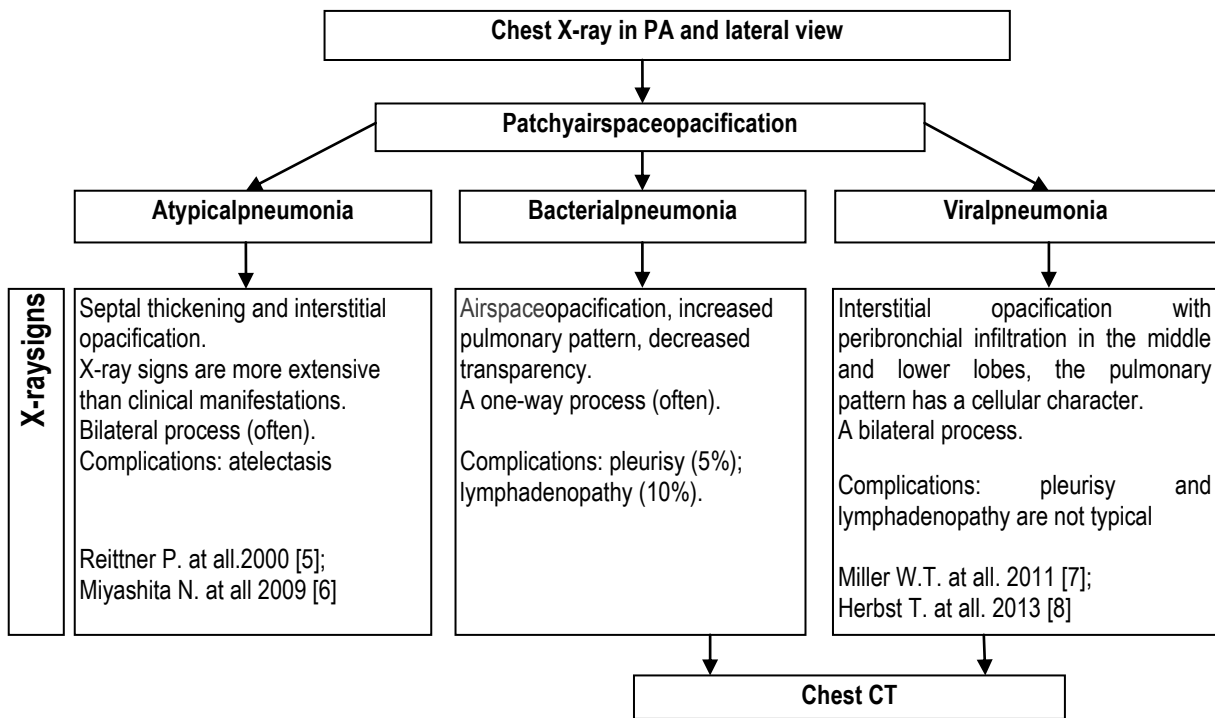 Chest X-ray in PA and lateral view
Patchyairspaceopacification
Atypicalpneumonia
Bacterialpneumonia
Viralpneumonia
X-raysigns
Septal thickening and interstitial
opacification.
X-ray signs are more extensive
than clinical manifestations.
Bilateral process (often).
Complications: atelectasis
Reittner P. at all.2000 [5];
Miyashita N. at all 2009 [6]
Airspaceopacification, increased
pulmonary pattern, decreased
transparency.
A one-way process (often).
Complications: pleurisy (5%);
lymphadenopathy (10%).
Interstitial opacification with
peribronchial infiltration in the middle
and lower lobes, the pulmonary
pattern has a cellular character.
A bilateral process.
Complications: pleurisy and
lymphadenopathy are not typical
Miller W.T. at all. 2011 [7];
Herbst T. at all. 2013 [8]
Chest CT